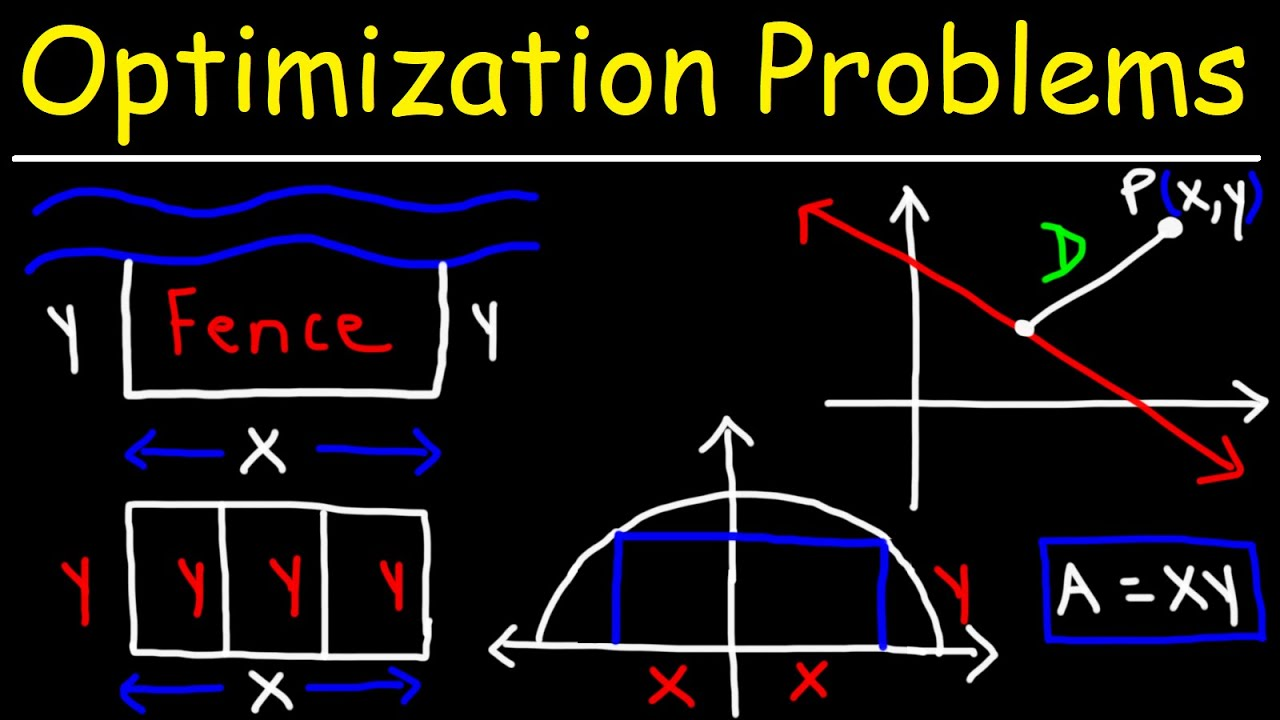 Optimization Problems
P(x,y)
D
Y Fence Y
X
Y Y Y Y
X
Y
X X
A = XY